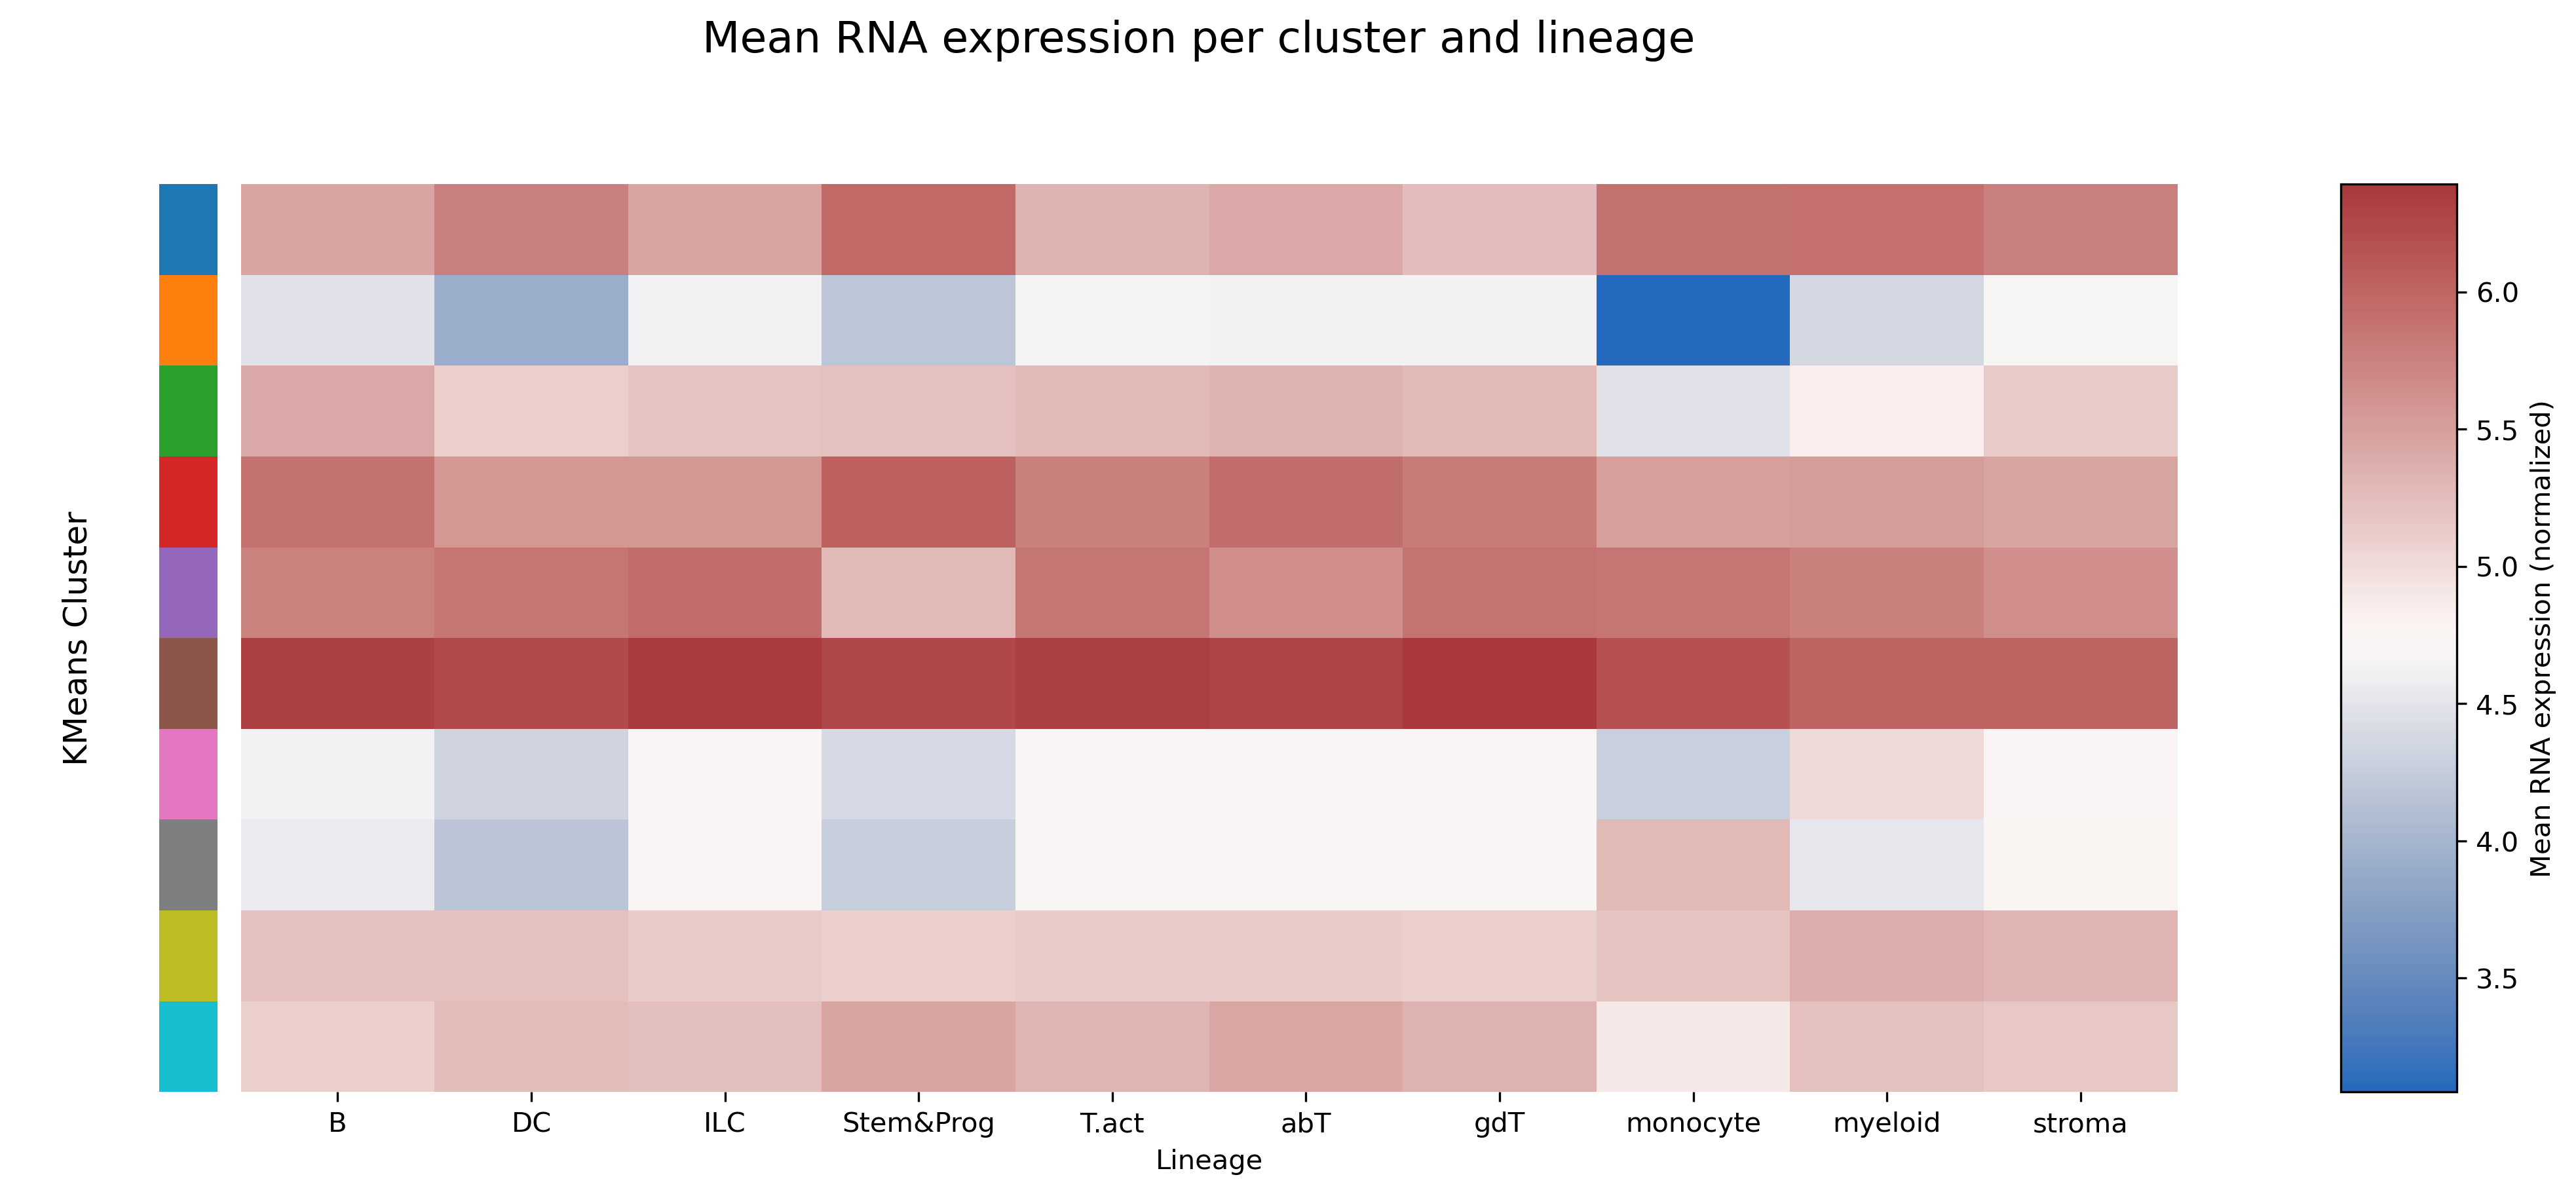 Mean RNA expression per cluster and lineage
KMeans Cluster
B DC ILC Stem&Prog T.act abT gdT monocyte myeloid stroma
Lineage
6.0
5.5
5.0
4.5
4.0
3.5
Mean RNA expression (normalized)